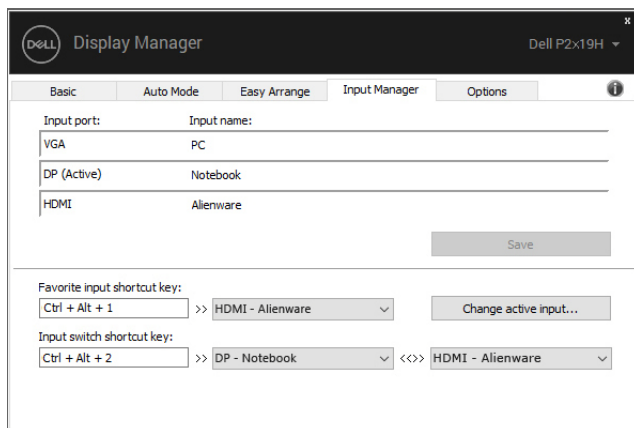 x
DELL Display Manager Dell P2x19H
Basic Auto Mode Easy Arrange Input Manager Options i
Input port: Input name:
VGA PC
DP (Active) Notebook
HDMI Alienware
Save
Favorite input shortcut key:
Ctrl + Alt + 1 >> HDMI - Alienware Change active input...
Input switch shortcut key:
Ctrl + Alt + 2 >> DP - Notebook <<>> HDMI - Alienware